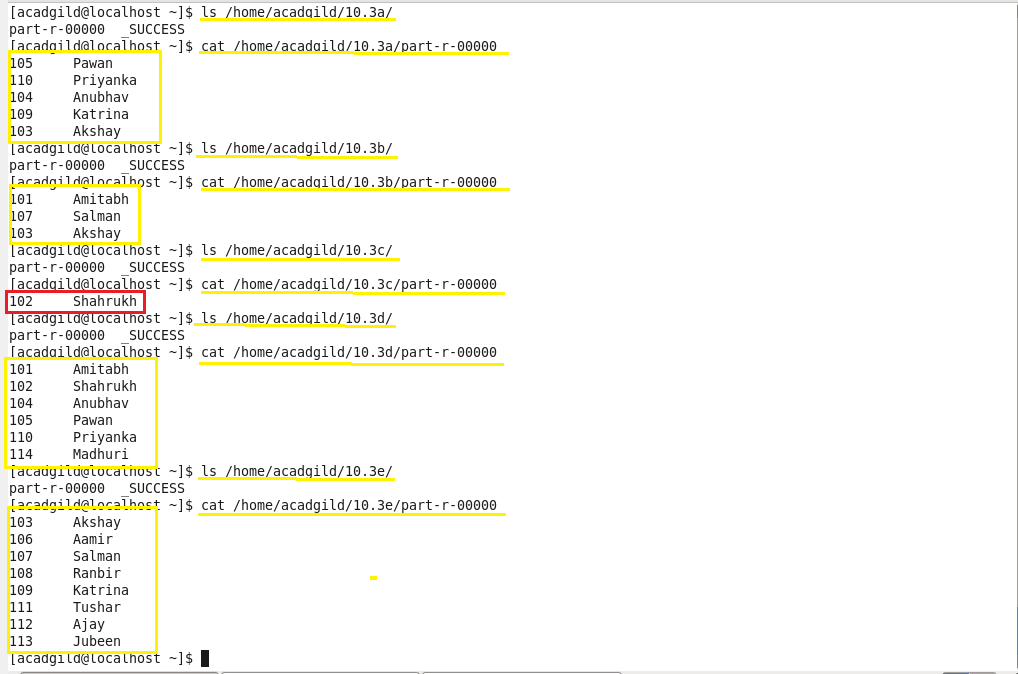 [acadgild@localhost ~]$ ls /home/acadgild/10.3a/
part-r-00000  _SUCCESS
[acadgild@localhost ~]$ cat /home/acadgild/10.3a/part-r-00000
105     Pawan
110     Priyanka
104     Anubhav
109     Katrina
103     Akshay
[acadgild@localhost ~]$ ls /home/acadgild/10.3b/
part-r-00000  _SUCCESS
[acadgild@localhost ~]$ cat /home/acadgild/10.3b/part-r-00000
101     Amitabh
107     Salman
103     Akshay
[acadgild@localhost ~]$ ls /home/acadgild/10.3c/
part-r-00000  _SUCCESS
[acadgild@localhost ~]$ cat /home/acadgild/10.3c/part-r-00000
102     Shahrukh
[acadgild@localhost ~]$ ls /home/acadgild/10.3d/
part-r-00000  _SUCCESS
[acadgild@localhost ~]$ cat /home/acadgild/10.3d/part-r-00000
101     Amitabh
102     Shahrukh
104     Anubhav
105     Pawan
110     Priyanka
114     Madhuri
[acadgild@localhost ~]$ ls /home/acadgild/10.3e/
part-r-00000  _SUCCESS
[acadgild@localhost ~]$ cat /home/acadgild/10.3e/part-r-00000
103     Akshay
106     Aamir
107     Salman
108     Ranbir
109     Katrina
111     Tushar
112     Ajay
113     Jubeen
[acadgild@localhost ~]$